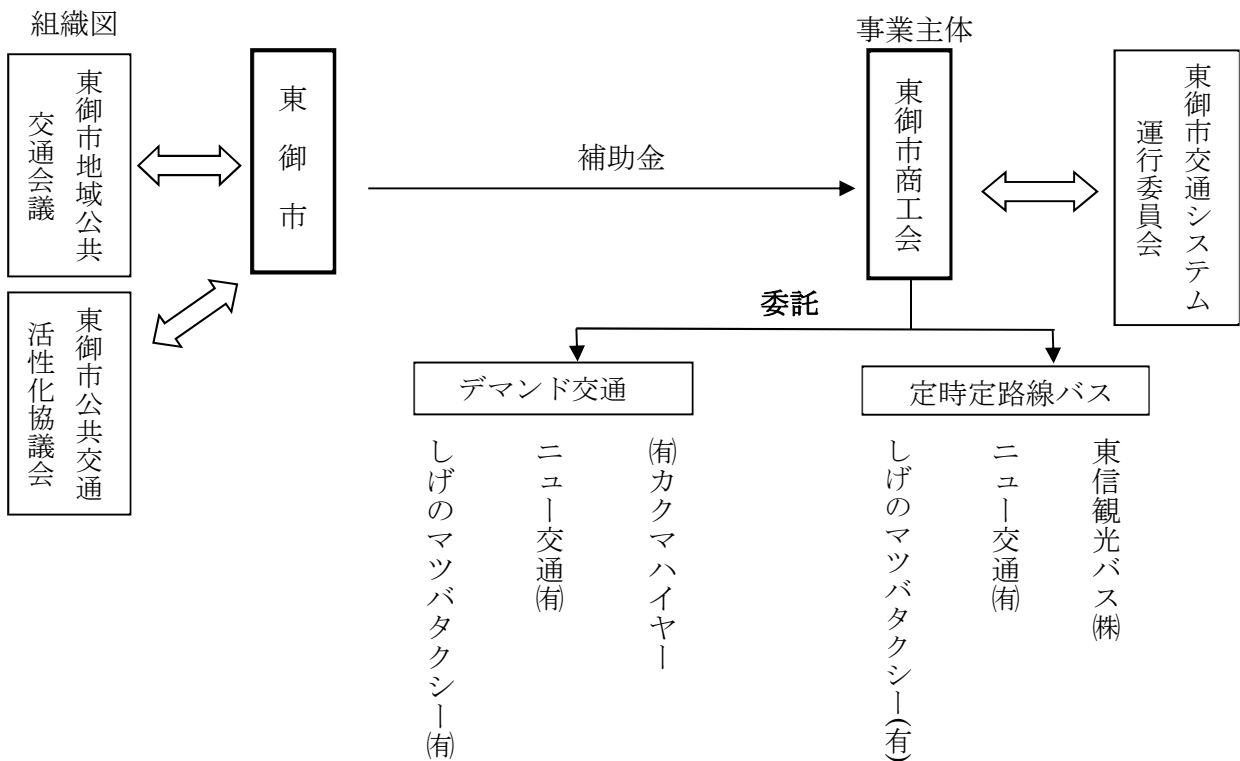 組織図
事業主体
東御市地域公共
交通会議
東御市
補助金
東御市商工会
東御市交通システム
運行委員会
東御市公共交通
活性化協議会
委託
デマンド交通
定時定路線バス
㈲カクマハイヤー
ニュー交通㈲
しげのマツバタクシー㈲
東信観光バス㈱
ニュー交通㈲
しげのマツバタクシー(有)